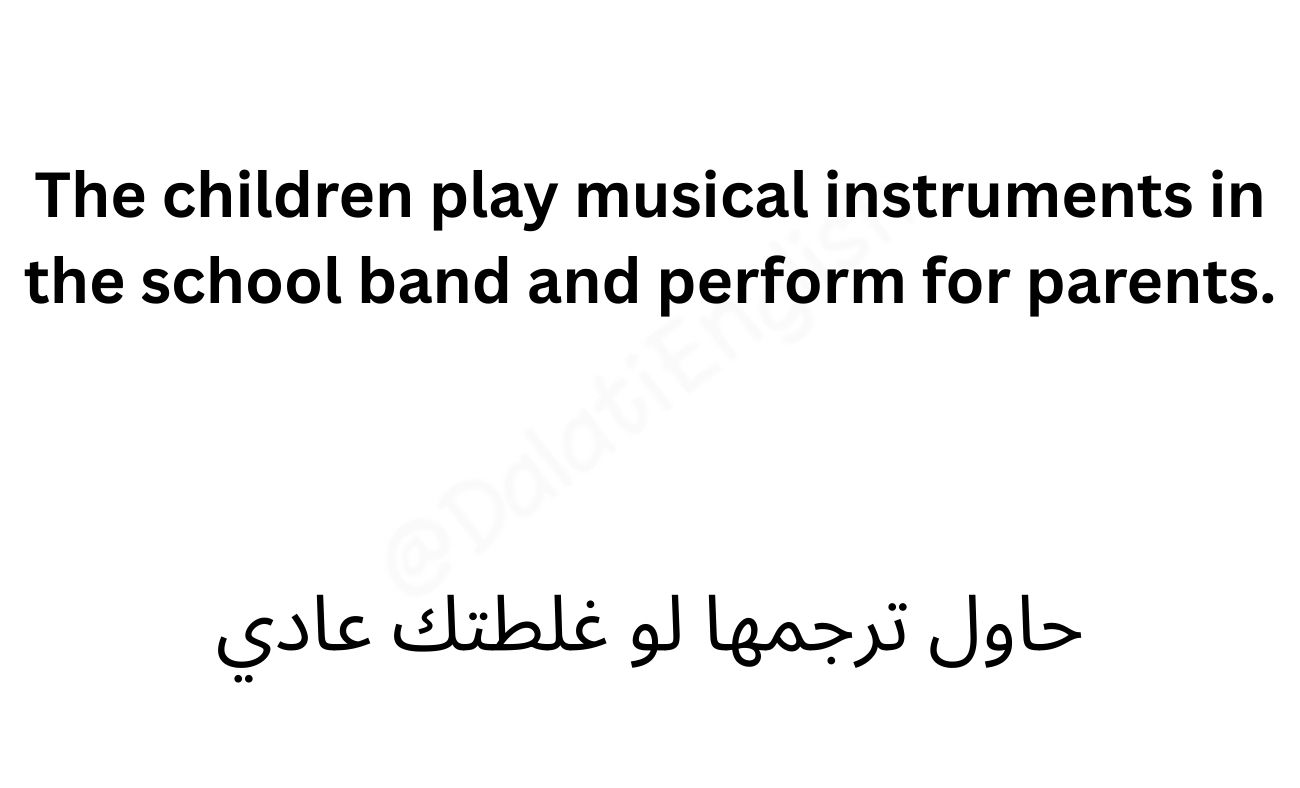 The children play musical instruments in
the school band and perform for parents.
@DalatiEnglish
حاول ترجمها لو غلطتك عادي